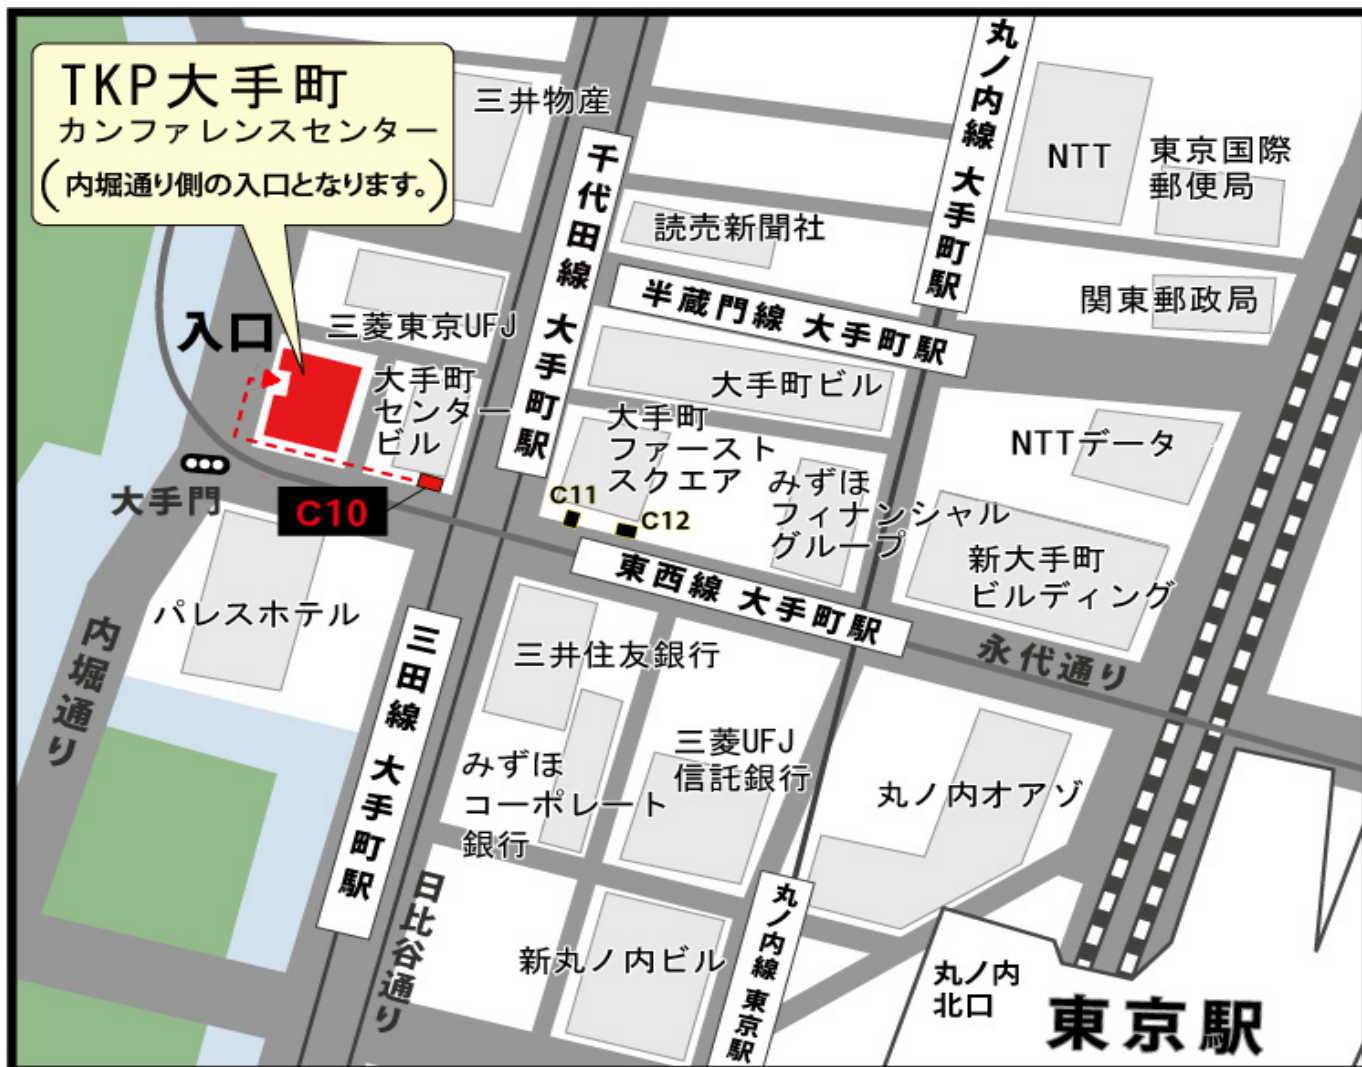 TKP大手町
カンファレンスセンター
(内堀通り側の入口となります。)
三井物産
千代田線 大手町駅
丸ノ内線 大手町駅
NTT
東京国際
郵便局
読売新聞社
半蔵門線 大手町駅
関東郵政局
入口
三菱東京UFJ
大手町
センター
ビル
大手町ビル
大手町
ファースト
スクエア
NTTデータ
みずほ
フィナンシャル
グループ
新大手町
ビルディング
大手門
C10
C11
C12
東西線 大手町駅
永代通り
パレスホテル
内堀通り
三田線 大手町駅
三井住友銀行
みずほ
コーポレート
銀行
三菱UFJ
信託銀行
丸ノ内オアゾ
日比谷通り
新丸ノ内ビル
丸ノ内線 東京駅
丸ノ内
北口
東京駅